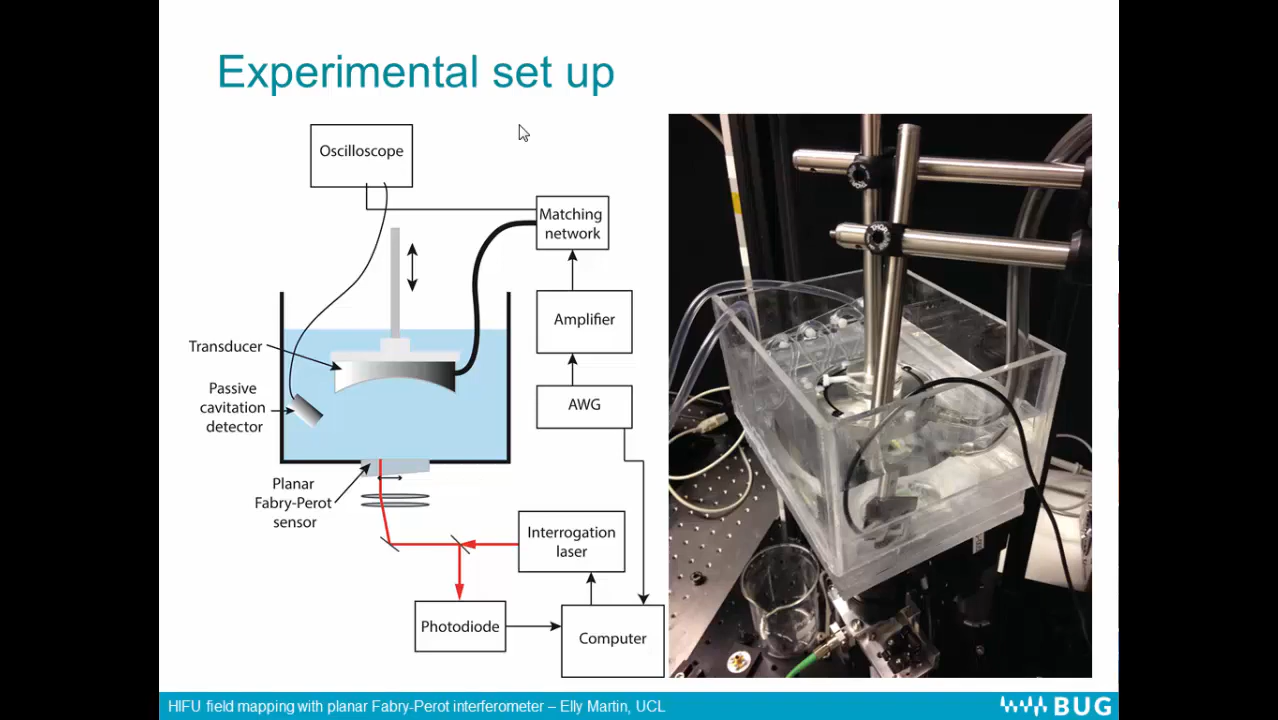 Experimental set up
Oscilloscope
Matching
network
Amplifier
Transducer
Passive
cavitation
detector
AWG
Planar
Fabry-Perot
sensor
Interrogation
laser
Photodiode
Computer
HIFU field mapping with planar Fabry-Perot interferometer – Elly Martin, UCL
BUG